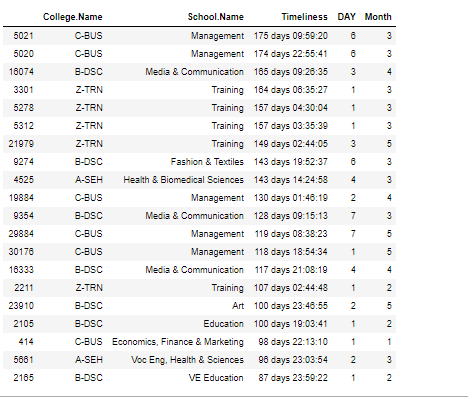 College.Name School.Name Timeliness DAY Month
5021 C-BUS Management 175 days 09:59:20 6 3
5020 C-BUS Management 174 days 22:55:41 6 3
16074 B-DSC Media & Communication 165 days 09:26:35 3 4
3301 Z-TRN Training 164 days 06:35:27 1 3
5278 Z-TRN Training 157 days 04:30:04 1 3
5312 Z-TRN Training 157 days 03:35:39 1 3
21979 Z-TRN Training 149 days 02:44:05 3 5
9274 B-DSC Fashion & Textiles 143 days 19:52:37 6 3
4525 A-SEH Health & Biomedical Sciences 143 days 14:24:58 4 3
19884 C-BUS Management 130 days 01:46:19 2 4
9354 B-DSC Media & Communication 128 days 09:15:13 7 3
29884 C-BUS Management 119 days 08:38:23 7 5
30176 C-BUS Management 118 days 18:54:34 1 5
16333 B-DSC Media & Communication 117 days 21:08:19 4 4
2211 Z-TRN Training 107 days 02:44:48 1 2
23910 B-DSC Art 100 days 23:46:55 2 5
2105 B-DSC Education 100 days 19:03:41 1 2
414 C-BUS Economics, Finance & Marketing 98 days 22:13:10 1 1
5661 A-SEH Voc Eng, Health & Sciences 96 days 23:03:54 2 3
2165 B-DSC VE Education 87 days 23:59:22 1 2